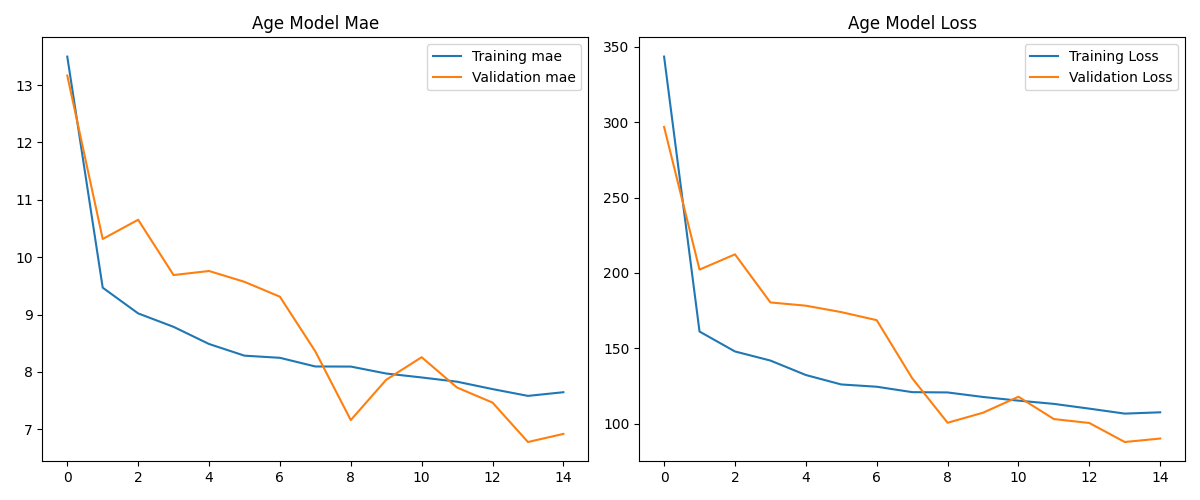 Age Model Mae
Training mae
Validation mae
13
12
11
10
9
8
7
0 2 4 6 8 10 12 14
Age Model Loss
Training Loss
Validation Loss
350
300
250
200
150
100
0 2 4 6 8 10 12 14